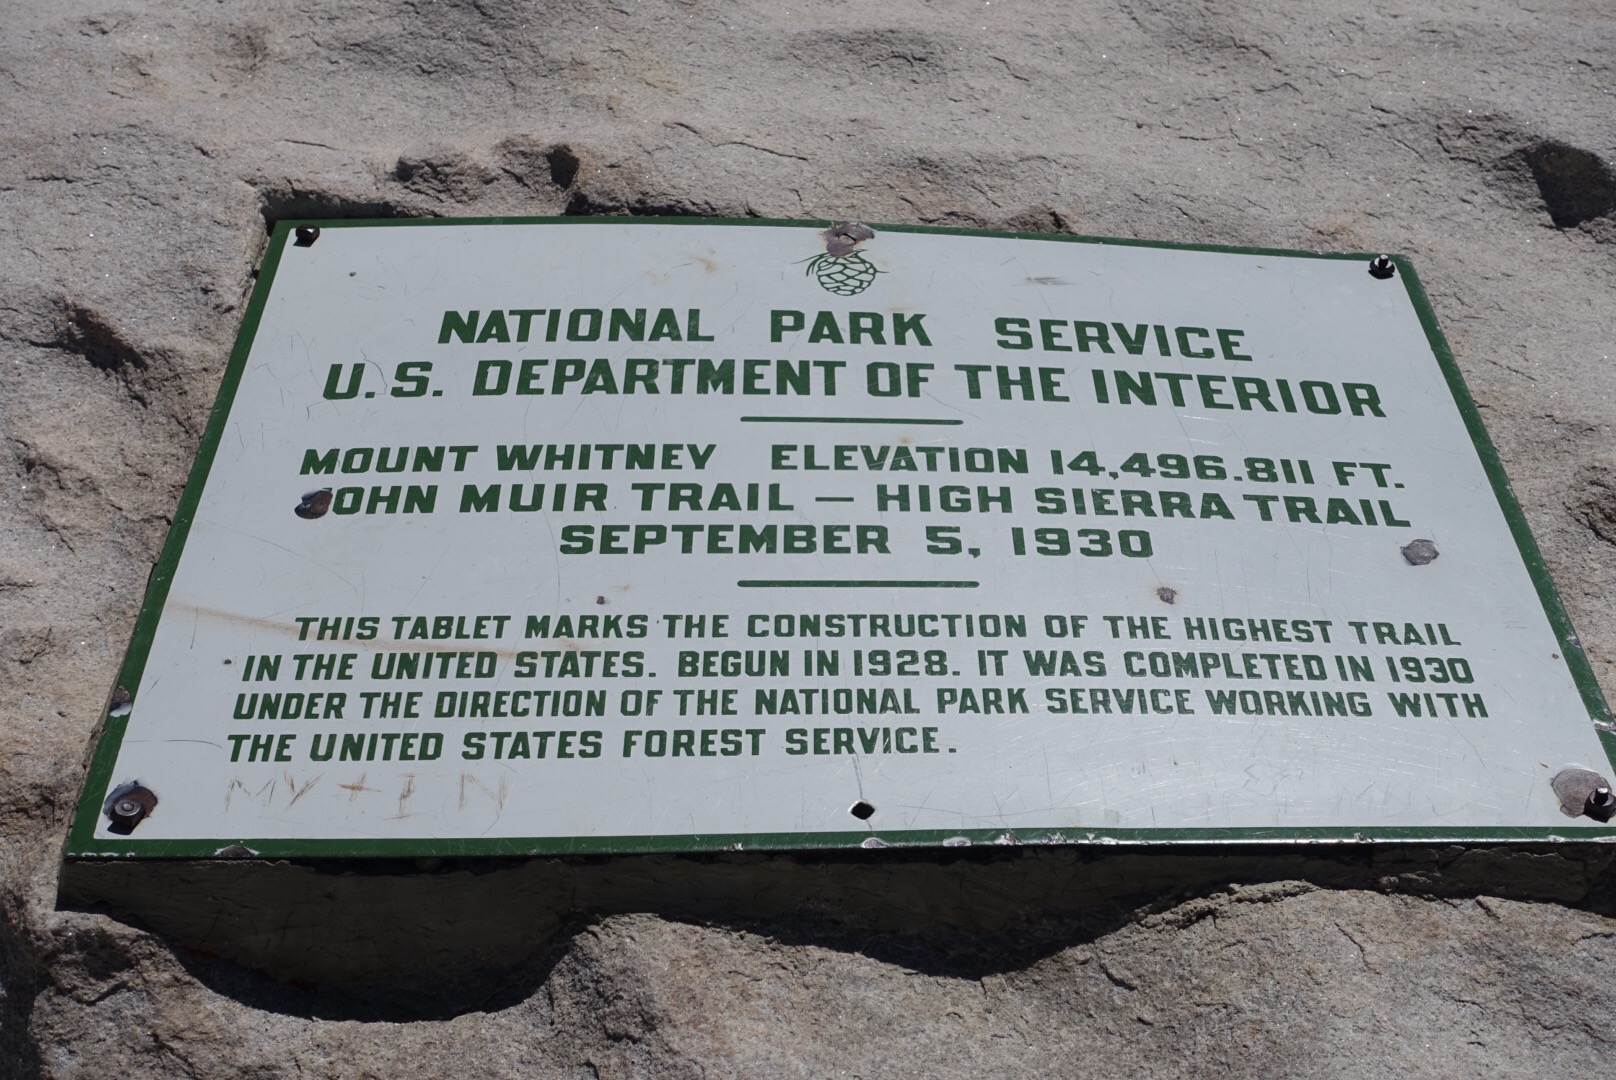 NATIONAL PARK SERVICE
U.S. DEPARTMENT OF THE INTERIOR
MOUNT WHITNEY ELEVATION 14,496.811 FT.
JOHN MUIR TRAIL – HIGH SIERRA TRAIL
SEPTEMBER 5, 1930
THIS TABLET MARKS THE CONSTRUCTION OF THE HIGHEST TRAIL
IN THE UNITED STATES. BEGUN IN 1928. IT WAS COMPLETED IN 1930
UNDER THE DIRECTION OF THE NATIONAL PARK SERVICE WORKING WITH
THE UNITED STATES FOREST SERVICE.